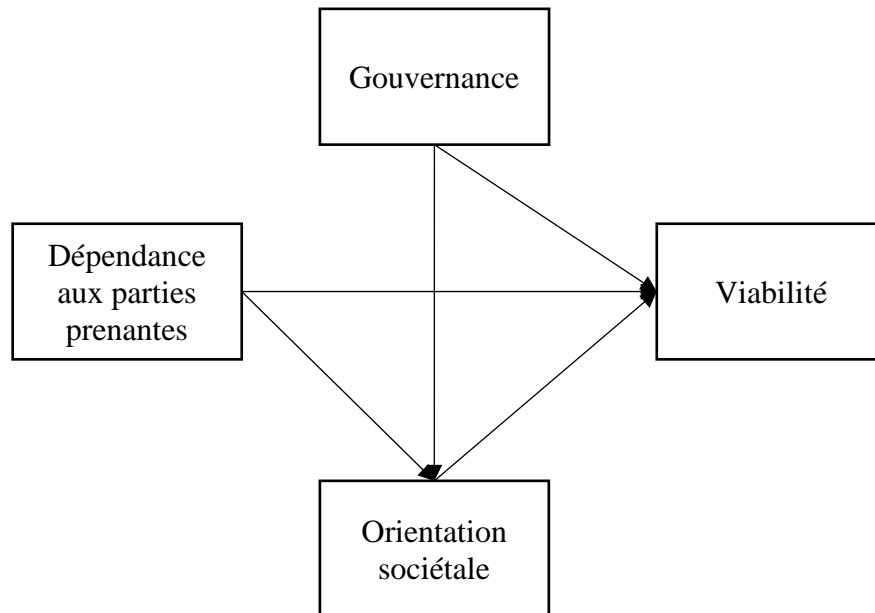 Gouvernance
Dépendance
aux parties
prenantes
Viabilité
Orientation
sociétale